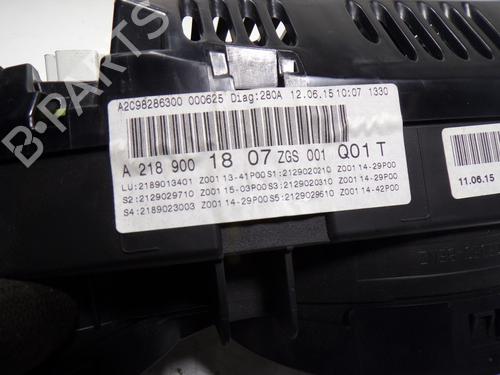 A2C98286300 000625 Diag:280A 12.06.15 10:07 1330
A 218 900 18 07 ZGS 001 Q01 T
LU: 2189013401 Z001 13-41P00 S1: 2129020210 Z001 14-29P00
S2: 2129029710 Z001 15-03P00 S3: 2129020310 Z001 14-29P00
S4: 2189023003 Z001 14-29P00 S5: 2129029610 Z001 14-42P00
11.06.15
B-PARTS